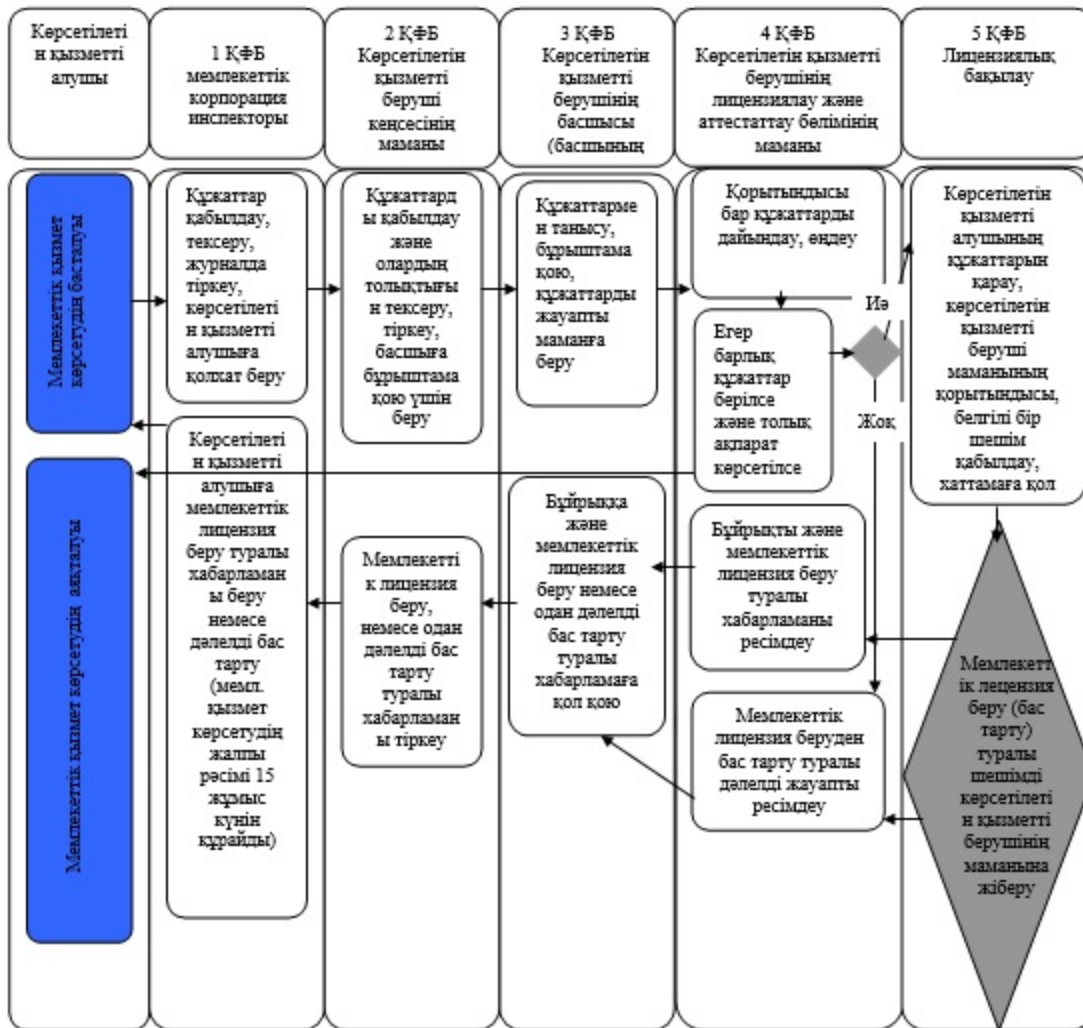 Көрсетілеті
н қызметті
алушы
1 ҚФБ
мемлекеттік
корпорация
инспекторы
2 ҚФБ
Көрсетілетін
қызметті
беруші
кеңсесінің
маманы
3 ҚФБ
Көрсетілетін
қызметті
берушінің
басшысы
(басшының
4 ҚФБ
Көрсетілетін қызметті
берушінің
лицензиялау және
аттестаттау бөлімінің
маманы
5 ҚФБ
Лицензиялық
бақылау
Мемлекеттік қызмет
көрсетудің басталуы
Құжаттар
қабылдау,
тексеру,
журналда
тіркеу,
көрсетілеті
н қызметті
алушыға
қолхат беру
Құжаттард
ы қабылдау
және
олардың
толықтығы
н тексеру,
тіркеу,
басшыға
бұрыштама
қою үшін
беру
Құжаттарме
н танысу,
бұрыштама
қою,
құжаттарды
жауапты
маманға
беру
Қорытындысы
бар құжаттарды
дайындау, өңдеу
Егер
барлық
құжаттар
берілсе
және толық
ақпарат
көрсетілсе
Иә
Жоқ
Көрсетілетін
қызметті
алушының
құжаттарын
қарау,
көрсетілетін
қызметті
беруші
маманының
қорытындысы,
белгілі бір
шешім
қабылдау,
хаттамаға қол
Мемлекеттік қызмет көрсетудің аяқталуы
Көрсетілеті
н қызметті
алушыға
мемлекеттік
лицензия
беру туралы
хабарламан
ы беру
немесе
дәлелді бас
тарту
(мемл.
қызмет
көрсетудің
жалпы
рәсімі 15
жұмыс
күнін
құрайды)
Мемлекетті
к лицензия
беру,
немесе одан
дәлелді бас
тарту
туралы
хабарламан
ы тіркеу
Бұйрыққа
және
мемлекеттік
лицензия
беру немесе
одан дәлелді
бас тарту
туралы
хабарламаға
қол қою
Бұйрықты және
мемлекеттік
лицензия беру
туралы
хабарламаны
ресімдеу
Мемлекеттік
лицензия беруден
бас тарту туралы
дәлелді жауапты
ресімдеу
Мемлекетт
ік лецензия
беру (бас
тарту)
туралы
шешімді
көрсетілеті
н қызметті
берушінің
маманына
жіберу